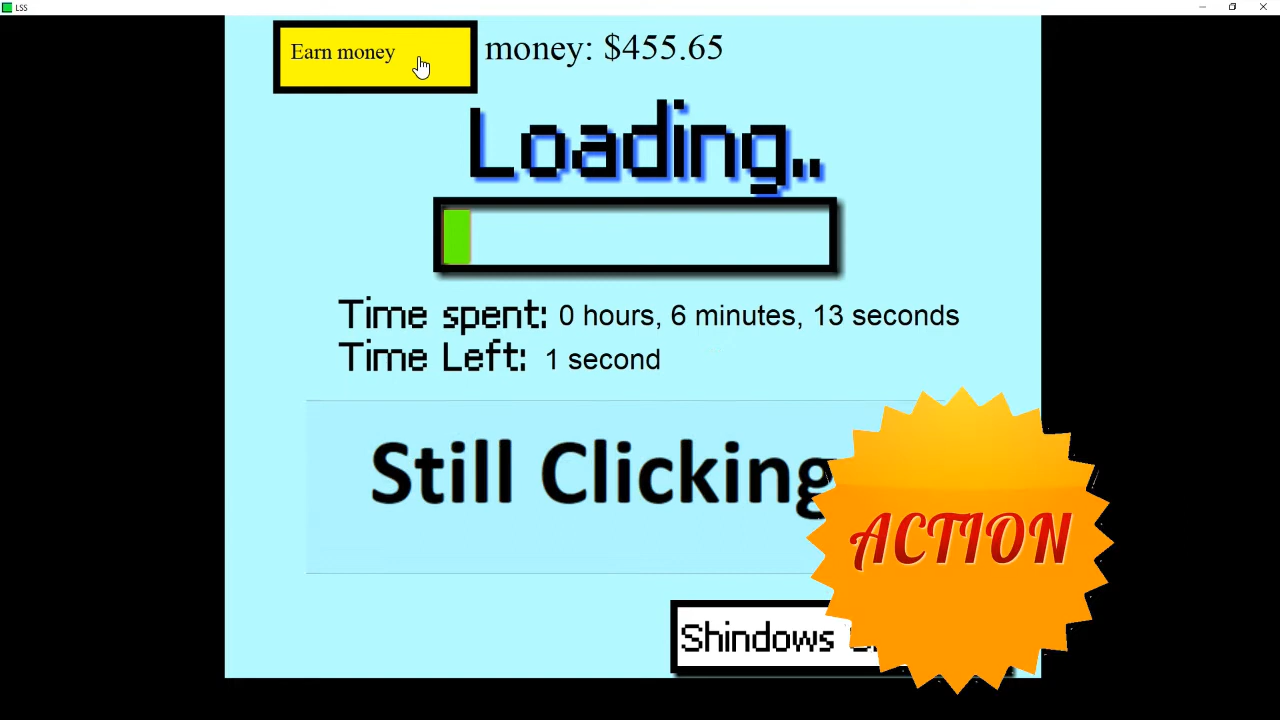 LSS
Earn money
money: $455.65
Loading..
Time spent: 0 hours, 6 minutes, 13 seconds
Time Left: 1 second
Still Clicking
ACTION
Shindows